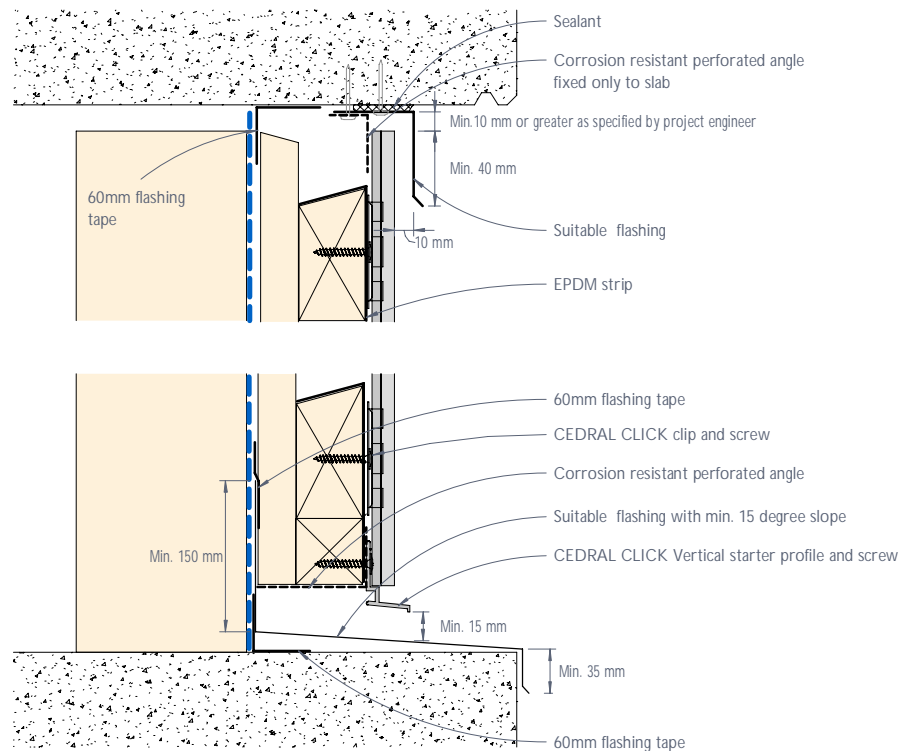 Sealant
Corrosion resistant perforated angle
fixed only to slab
Min.10 mm or greater as specified by project engineer
Min. 40 mm
60mm flashing
tape
Suitable flashing
10 mm
EPDM strip
60mm flashing tape
CEDRAL CLICK clip and screw
Corrosion resistant perforated angle
Suitable flashing with min. 15 degree slope
Min. 150 mm
CEDRAL CLICK Vertical starter profile and screw
Min. 15 mm
Min. 35 mm
60mm flashing tape